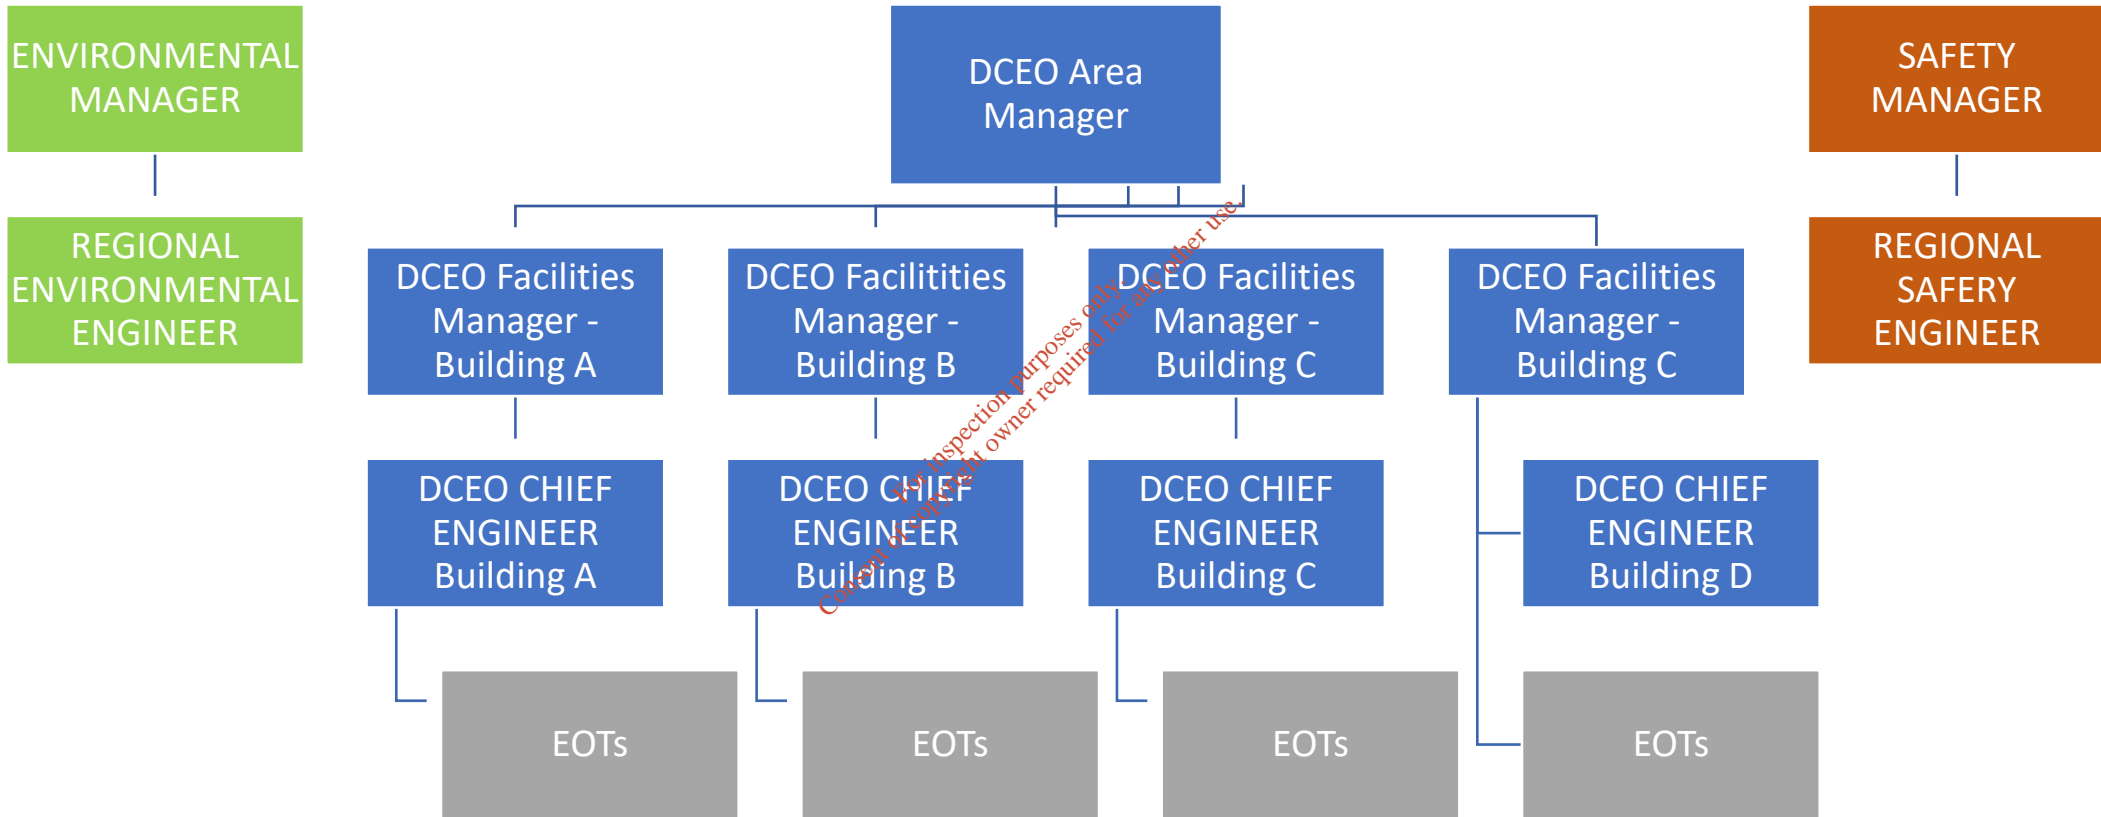 ENVIRONMENTAL
MANAGER
DCEO Area
Manager
SAFETY
MANAGER
REGIONAL
ENVIRONMENTAL
ENGINEER
DCEO Facilities
Manager -
Building A
DCEO Facilitities
Manager -
Building B
DCEO Facilities
Manager -
Building C
DCEO Facilities
Manager -
Building C
REGIONAL
SAFERY
ENGINEER
DCEO CHIEF
ENGINEER
Building A
DCEO CHIEF
ENGINEER
Building B
DCEO CHIEF
ENGINEER
Building C
DCEO CHIEF
ENGINEER
Building D
EOTs
EOTs
EOTs
EOTs
For inspection purposes only.
Consent of copyright owner required for any other use.